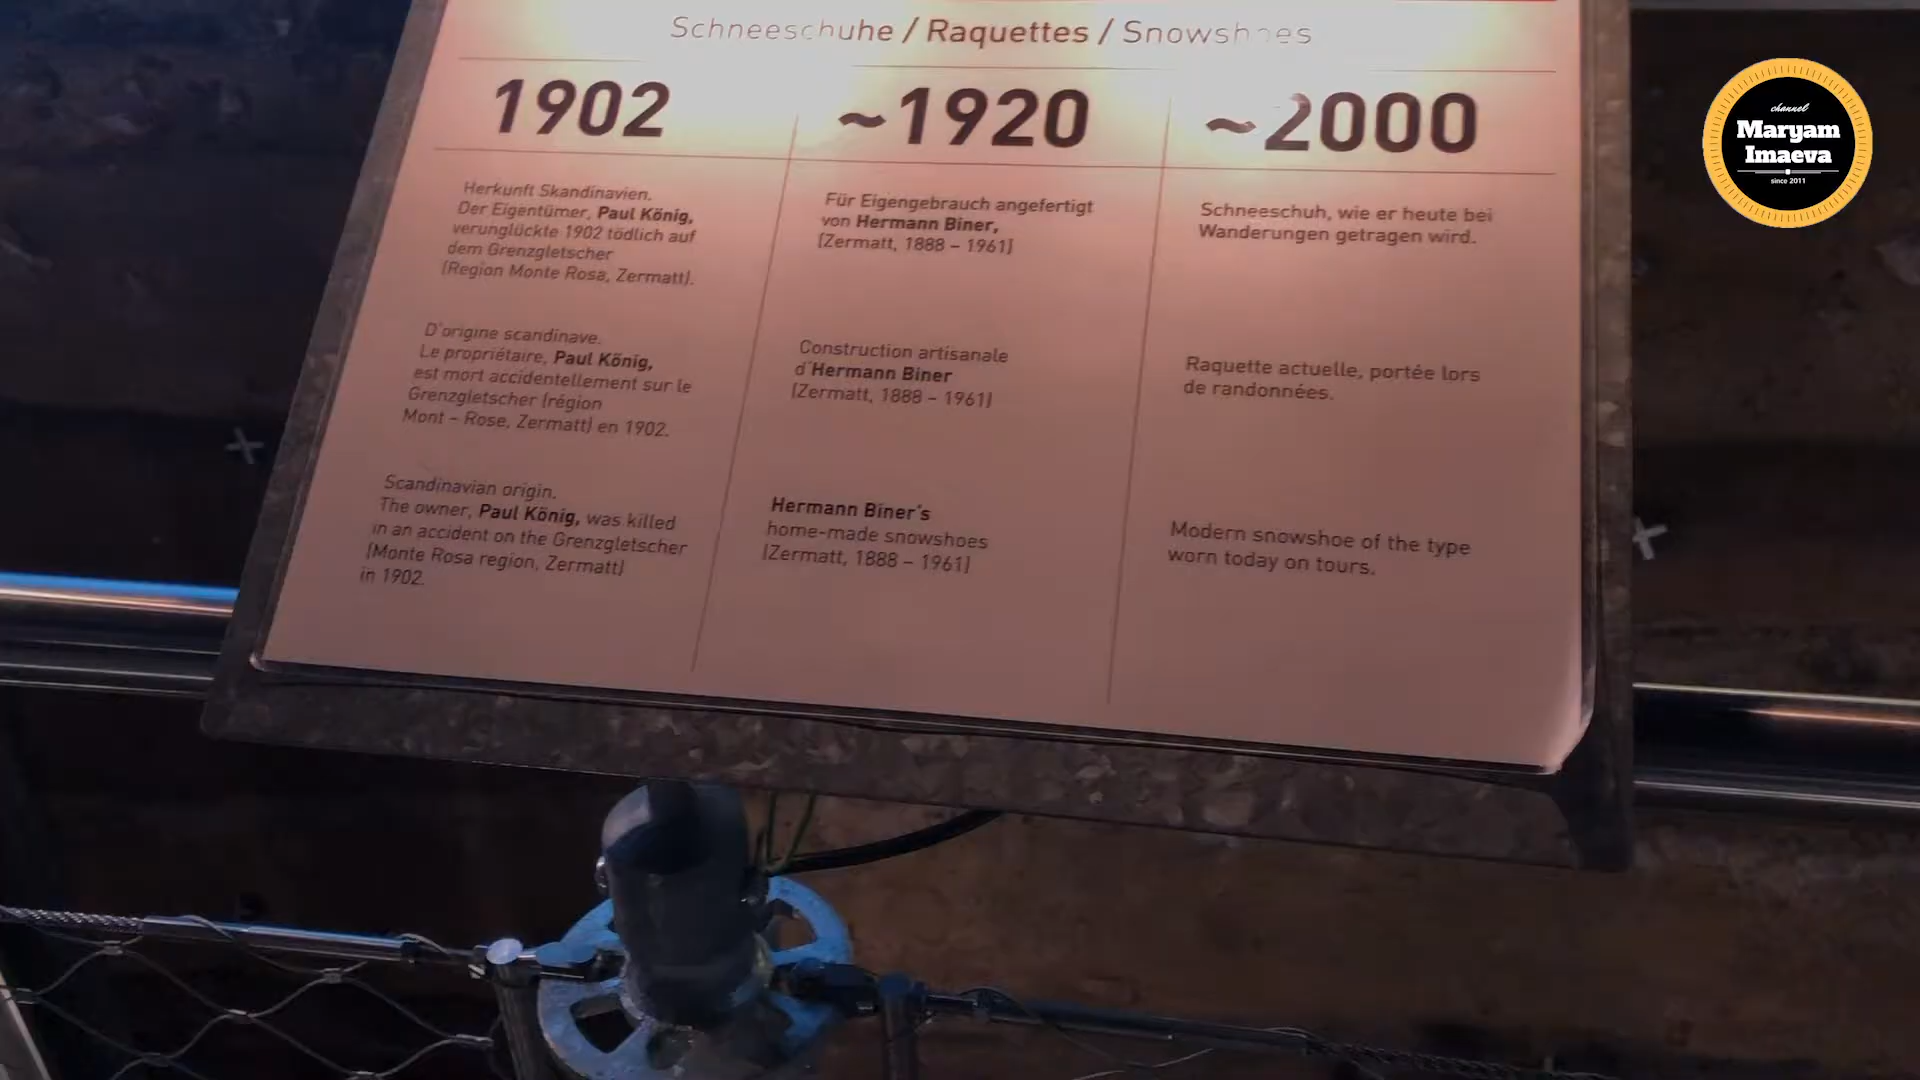 Schneeschuhe / Raquettes / Snowshoes
1902
Herkunft Skandinavien.
Der Eigentümer, Paul König,
verunglückte 1902 tödlich auf
dem Grenzgletscher
(Region Monte Rosa, Zermatt).
D'origine scandinave.
Le propriétaire, Paul König,
est mort accidentellement sur le
Grenzgletscher (région
Mont – Rose, Zermatt) en 1902.
Scandinavian origin.
The owner, Paul König, was killed
in an accident on the Grenzgletscher
(Monte Rosa region, Zermatt)
in 1902.
~1920
Für Eigengebrauch angefertigt
von Hermann Biner,
(Zermatt, 1888 – 1961)
Construction artisanale
d'Hermann Biner
(Zermatt, 1888 – 1961)
Hermann Biner's
home-made snowshoes
(Zermatt, 1888 – 1961)
~2000
Schneeschuh, wie er heute bei
Wanderungen getragen wird.
Raquette actuelle, portée lors
de randonnées.
Modern snowshoe of the type
worn today on tours.
channel
Maryam
Imaeva
since 2011